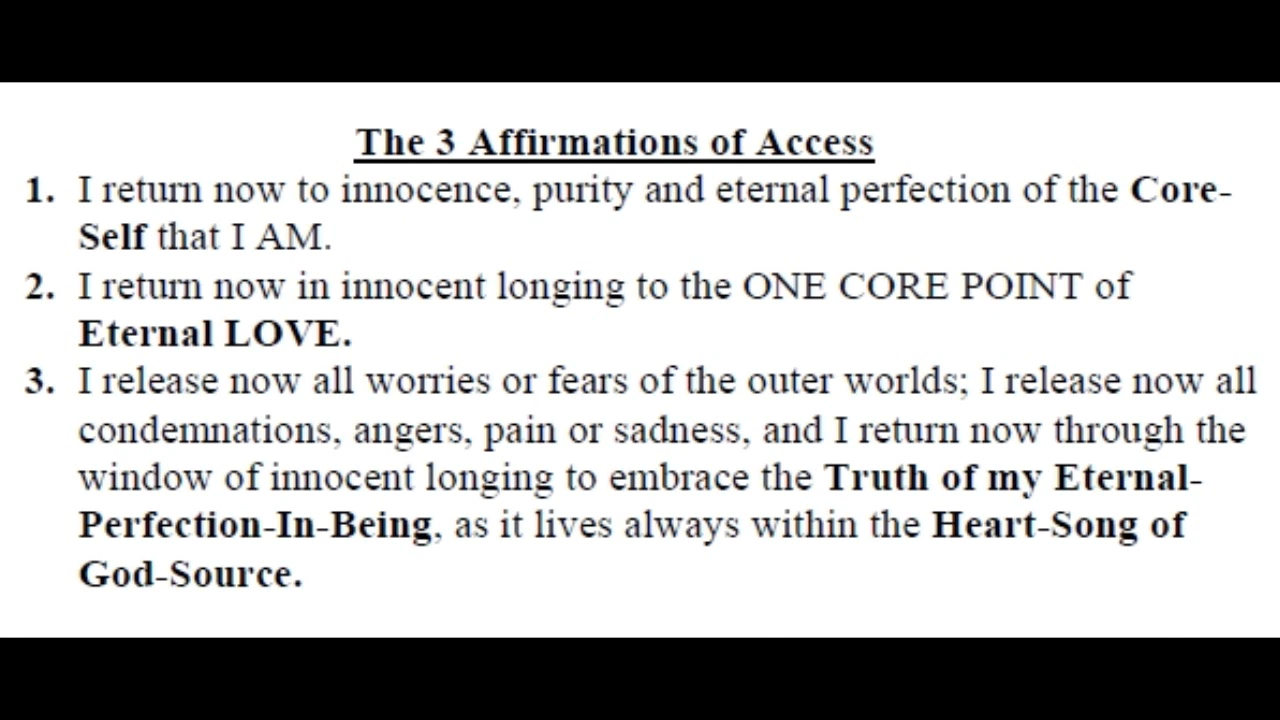 The 3 Affirmations of Access
1. I return now to innocence, purity and eternal perfection of the Core-
Self that I AM.
2. I return now in innocent longing to the ONE CORE POINT of
Eternal LOVE.
3. I release now all worries or fears of the outer worlds; I release now all
condemnations, angers, pain or sadness, and I return now through the
window of innocent longing to embrace the Truth of my Eternal-
Perfection-In-Being, as it lives always within the Heart-Song of
God-Source.